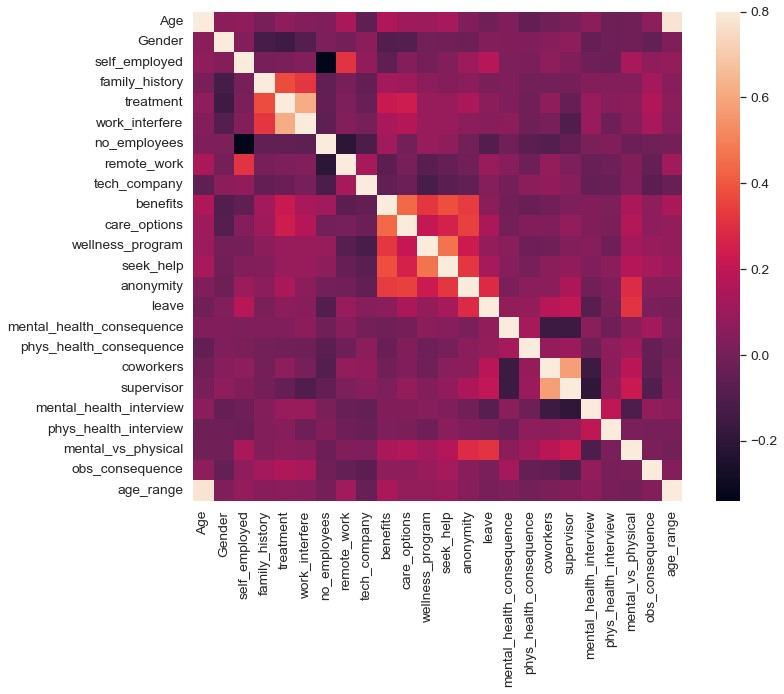 Age
Gender
self_employed
family_history
treatment
work_interfere
no_employees
remote_work
tech_company
benefits
care_options
wellness_program
seek_help
anonymity
leave
mental_health_consequence
phys_health_consequence
coworkers
supervisor
mental_health_interview
phys_health_interview
mental_vs_physical
obs_consequence
age_range
Age
Gender
self_employed
family_history
treatment
work_interfere
no_employees
remote_work
tech_company
benefits
care_options
wellness_program
seek_help
anonymity
leave
mental_health_consequence
phys_health_consequence
coworkers
supervisor
mental_health_interview
phys_health_interview
mental_vs_physical
obs_consequence
age_range
0.8
0.6
0.4
0.2
0.0
−0.2